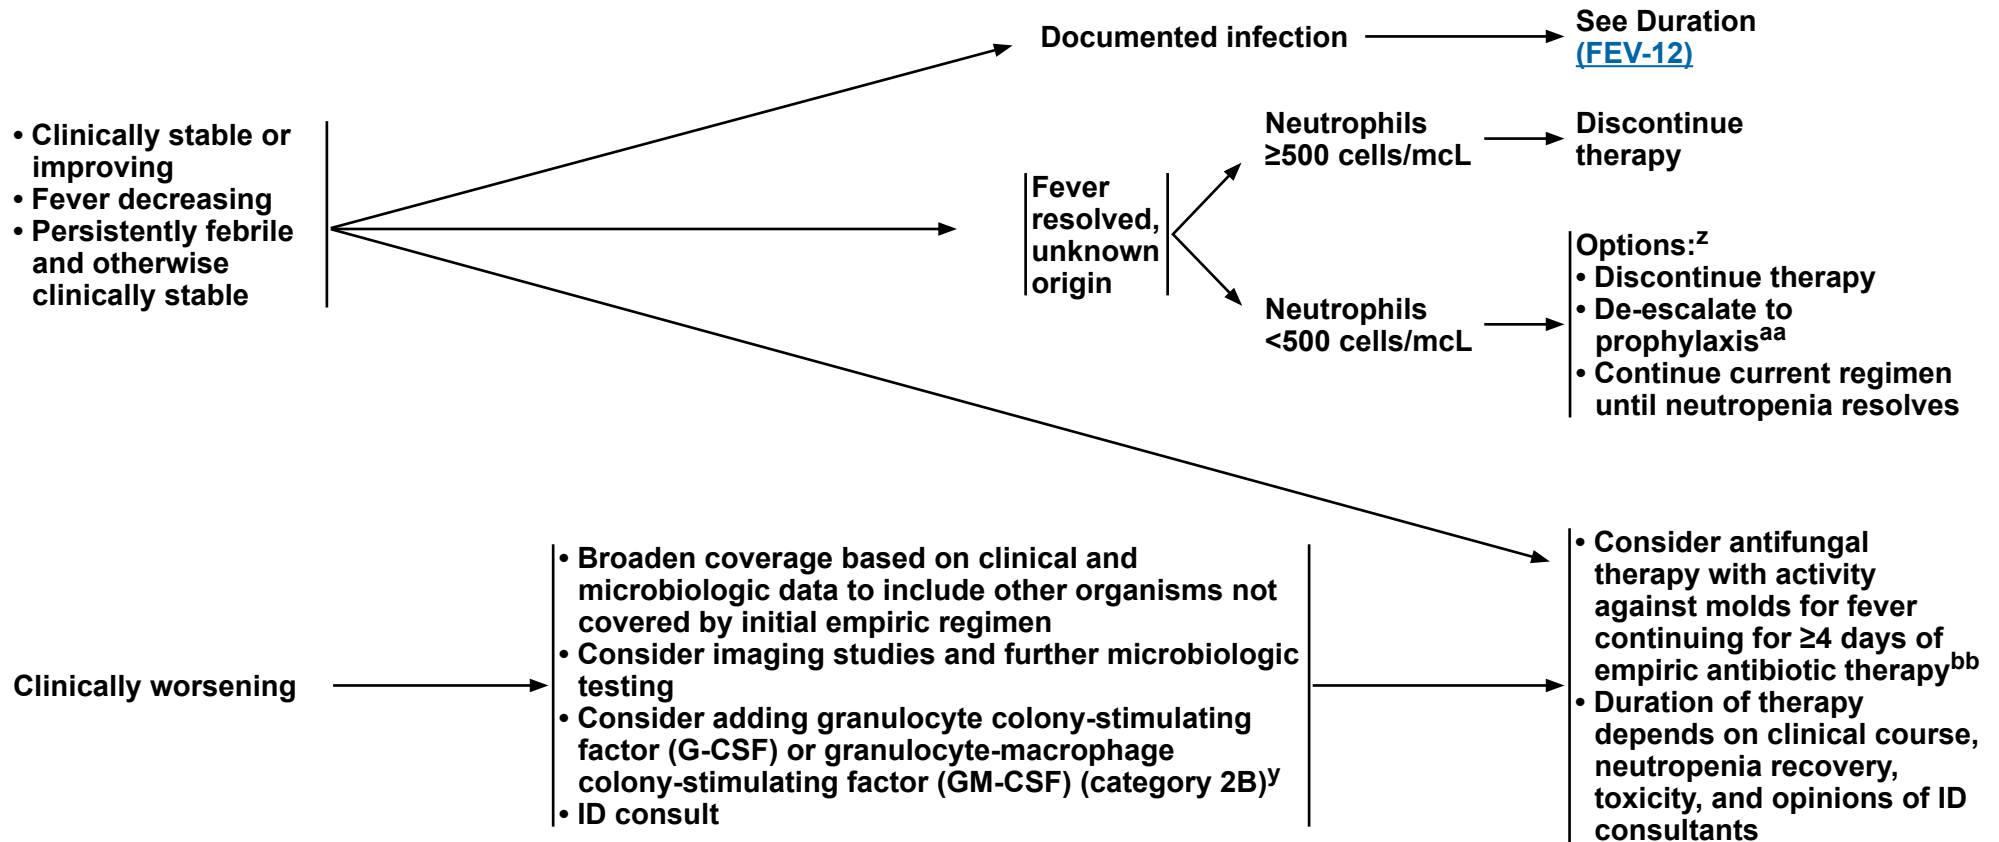 Documented infection
See Duration
(FEV-12)
• Clinically stable or
improving
• Fever decreasing
• Persistently febrile
and otherwise
clinically stable
Fever
resolved,
unknown
origin
Neutrophils
≥500 cells/mcL
Discontinue
therapy
Neutrophils
<500 cells/mcL
Options:z
• Discontinue therapy
• De-escalate to
prophylaxisaa
• Continue current regimen
until neutropenia resolves
Clinically worsening
• Broaden coverage based on clinical and
microbiologic data to include other organisms not
covered by initial empiric regimen
• Consider imaging studies and further microbiologic
testing
• Consider adding granulocyte colony-stimulating
factor (G-CSF) or granulocyte-macrophage
colony-stimulating factor (GM-CSF) (category 2B)y
• ID consult
• Consider antifungal
therapy with activity
against molds for fever
continuing for ≥4 days of
empiric antibiotic therapybb
• Duration of therapy
depends on clinical course,
neutropenia recovery,
toxicity, and opinions of ID
consultants